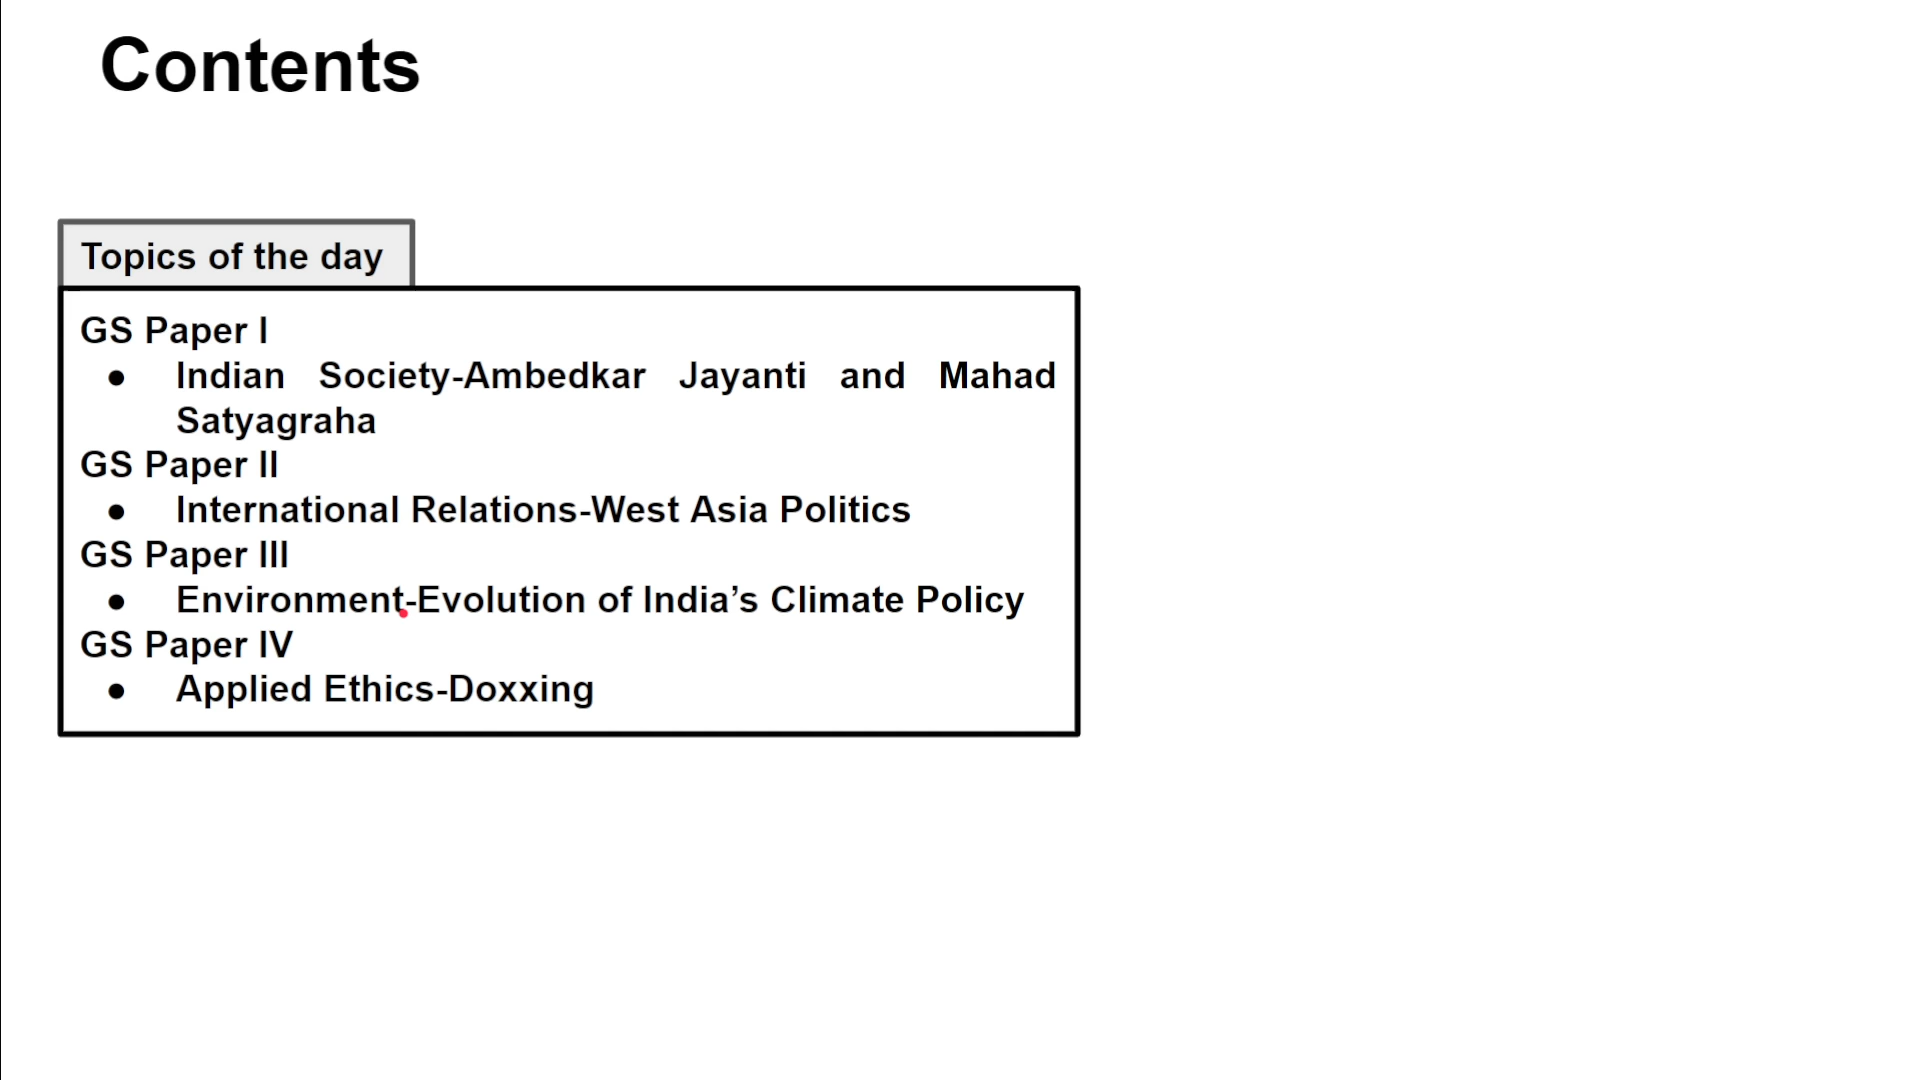 Contents
Topics of the day
GS Paper I
● Indian Society-Ambedkar Jayanti and Mahad
Satyagraha
GS Paper II
● International Relations-West Asia Politics
GS Paper III
● Environment-Evolution of India’s Climate Policy
GS Paper IV
● Applied Ethics-Doxxing